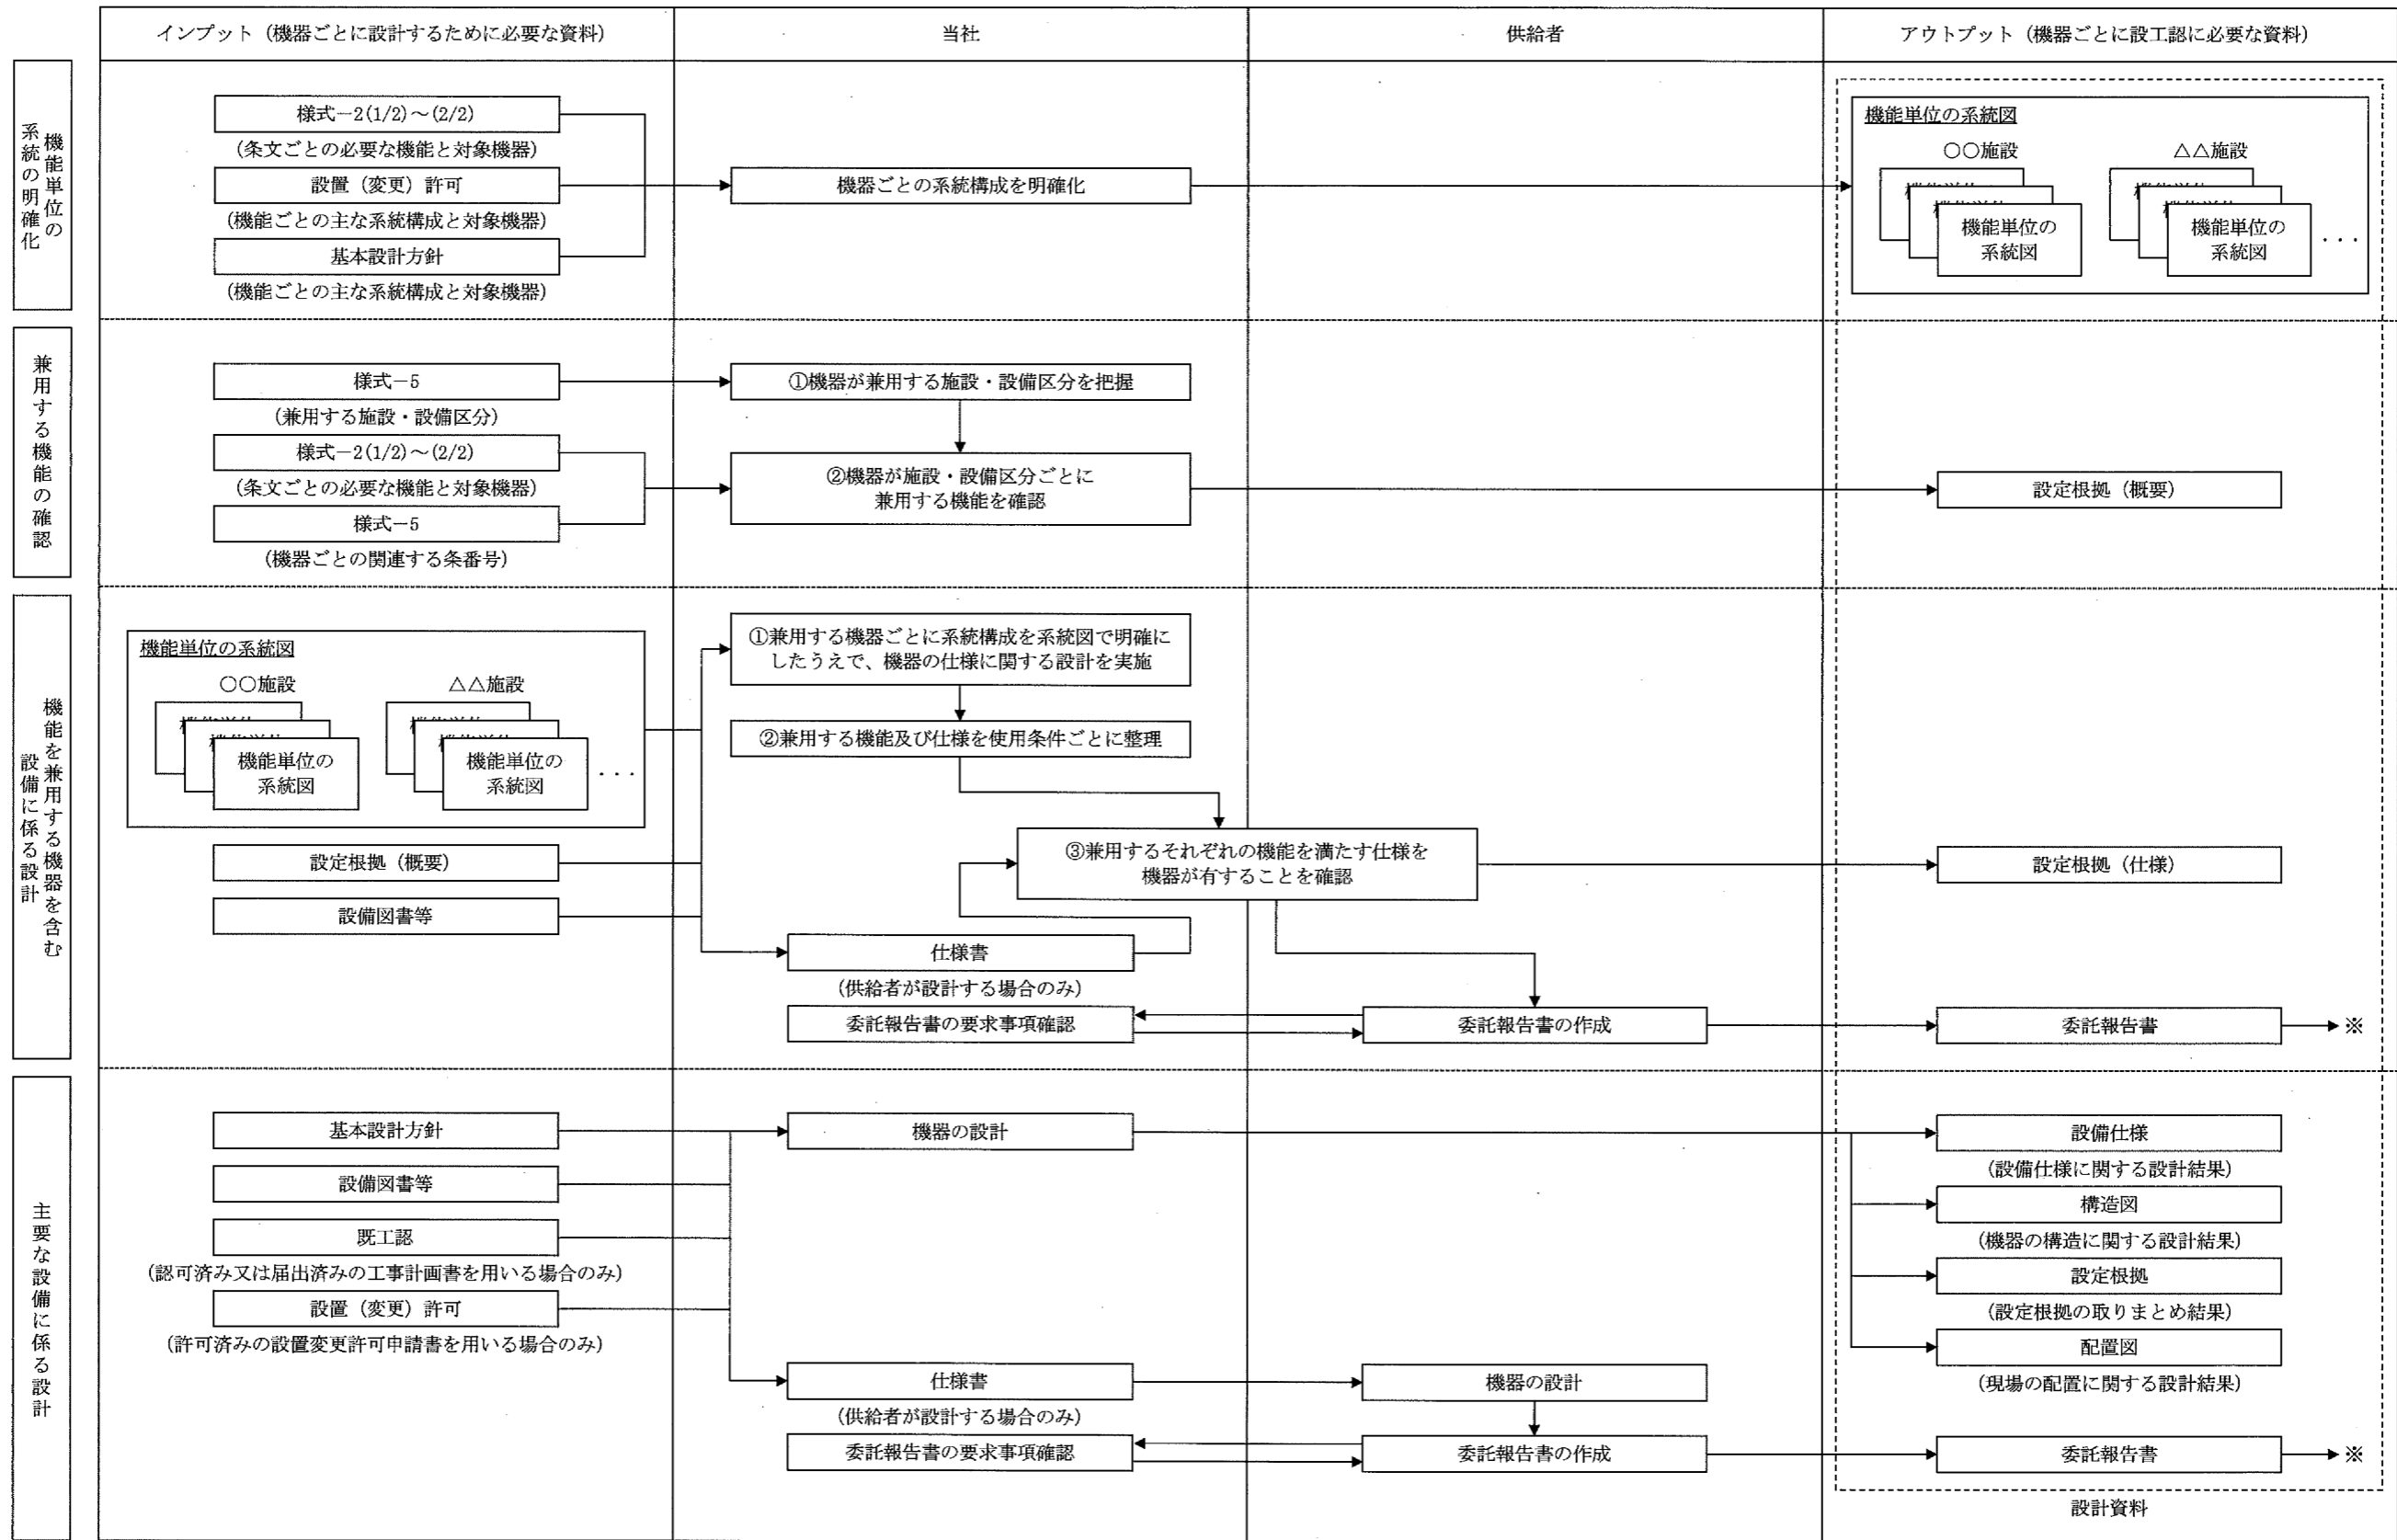 インプット（機器ごとに設計するために必要な資料）
当社
供給者
アウトプット（機器ごとに設工認に必要な資料）
機能単位の
系統の明確化
様式－2(1/2)～(2/2)
(条文ごとの必要な機能と対象機器)
設置（変更）許可
(機能ごとの主な系統構成と対象機器)
基本設計方針
(機能ごとの主な系統構成と対象機器)
機器ごとの系統構成を明確化
機能単位の系統図
○○施設
△△施設
機能単位の
系統図
機能単位の
系統図
・・・
兼用する機能の確認
様式－5
(兼用する施設・設備区分)
様式－2(1/2)～(2/2)
(条文ごとの必要な機能と対象機器)
様式－5
(機器ごとの関連する条番号)
①機器が兼用する施設・設備区分を把握
②機器が施設・設備区分ごとに
兼用する機能を確認
設定根拠（概要）
機能を兼用する機器を含む
設備に係る設計
機能単位の系統図
○○施設
△△施設
機能単位の
系統図
機能単位の
系統図
・・・
設定根拠（概要）
設備図書等
①兼用する機器ごとに系統構成を系統図で明確に
したうえで、機器の仕様に関する設計を実施
②兼用する機能及び仕様を使用条件ごとに整理
③兼用するそれぞれの機能を満たす仕様を
機器が有することを確認
仕様書
(供給者が設計する場合のみ)
委託報告書の要求事項確認
委託報告書の作成
設定根拠（仕様）
委託報告書
※
主要な設備に係る設計
基本設計方針
設備図書等
既工認
(認可済み又は届出済みの工事計画書を用いる場合のみ)
設置（変更）許可
(許可済みの設置変更許可申請書を用いる場合のみ)
機器の設計
仕様書
(供給者が設計する場合のみ)
委託報告書の要求事項確認
機器の設計
委託報告書の作成
設備仕様
(設備仕様に関する設計結果)
構造図
(機器の構造に関する設計結果)
設定根拠
(設定根拠の取りまとめ結果)
配置図
(現場の配置に関する設計結果)
委託報告書
※
設計資料